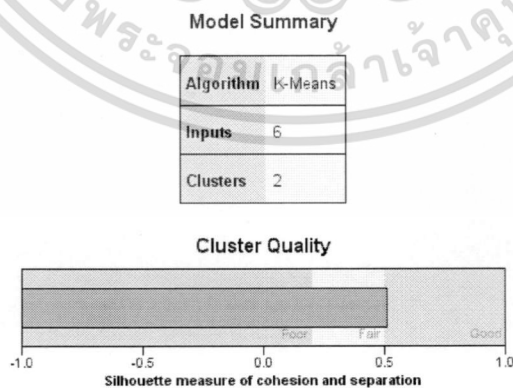 Model Summary
Algorithm K-Means
Inputs 6
Clusters 2
Cluster Quality
Poor Fair Good
-1.0 -0.5 0.0 0.5 1.0
Silhouette measure of cohesion and separation